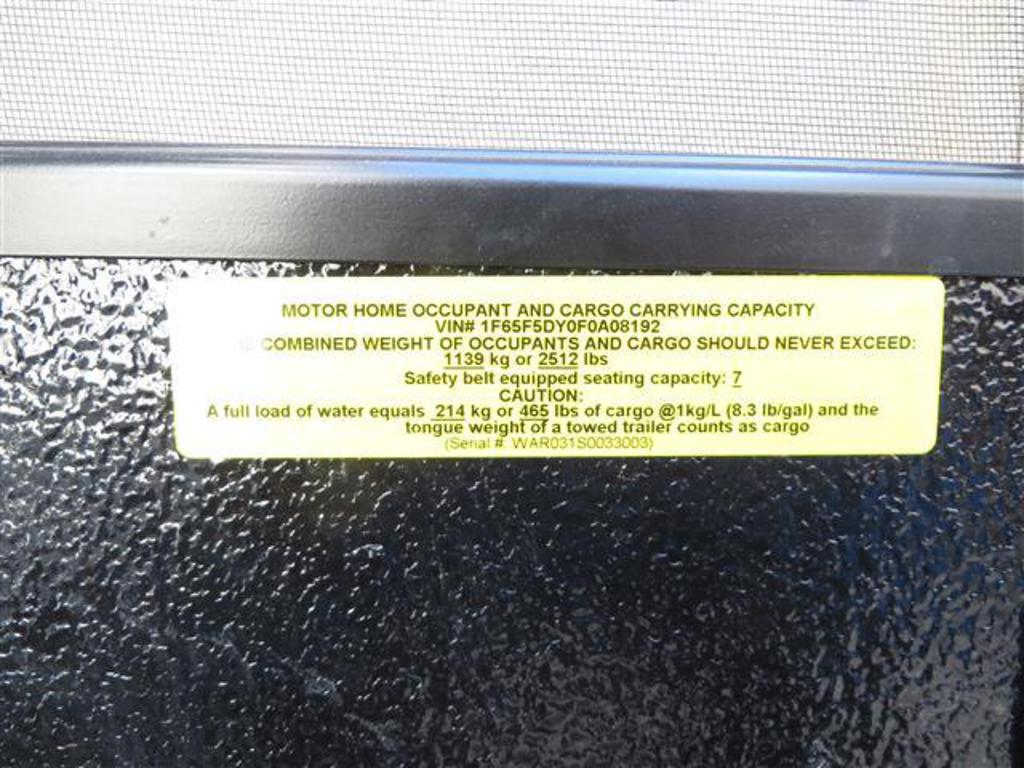 MOTOR HOME OCCUPANT AND CARGO CARRYING CAPACITY
VIN# 1F65F5DY0F0A08192
COMBINED WEIGHT OF OCCUPANTS AND CARGO SHOULD NEVER EXCEED:
1139 kg or 2512 lbs
Safety belt equipped seating capacity: 7
CAUTION:
A full load of water equals 214 kg or 465 lbs of cargo @1kg/L (8.3 lb/gal) and the
tongue weight of a towed trailer counts as cargo
(Serial #: WAR031S0033003)